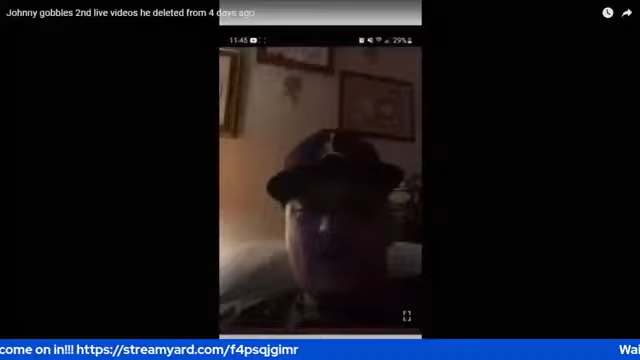 Johnny gobbles 2nd live videos he deleted from 4 days ago
11:45
29%
come on in!!! https://streamyard.com/f4psqjgimr
Wai